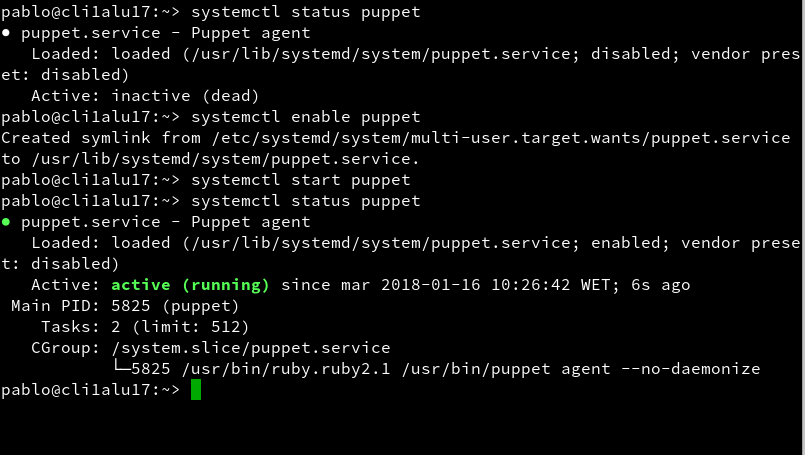 pablo@cli1alu17:~> systemctl status puppet
● puppet.service - Puppet agent
   Loaded: loaded (/usr/lib/systemd/system/puppet.service; disabled; vendor pres
et: disabled)
   Active: inactive (dead)
pablo@cli1alu17:~> systemctl enable puppet
Created symlink from /etc/systemd/system/multi-user.target.wants/puppet.service
to /usr/lib/systemd/system/puppet.service.
pablo@cli1alu17:~> systemctl start puppet
pablo@cli1alu17:~> systemctl status puppet
● puppet.service - Puppet agent
   Loaded: loaded (/usr/lib/systemd/system/puppet.service; enabled; vendor prese
t: disabled)
   Active: active (running) since mar 2018-01-16 10:26:42 WET; 6s ago
 Main PID: 5825 (puppet)
    Tasks: 2 (limit: 512)
   CGroup: /system.slice/puppet.service
           └─5825 /usr/bin/ruby.ruby2.1 /usr/bin/puppet agent --no-daemonize
pablo@cli1alu17:~>